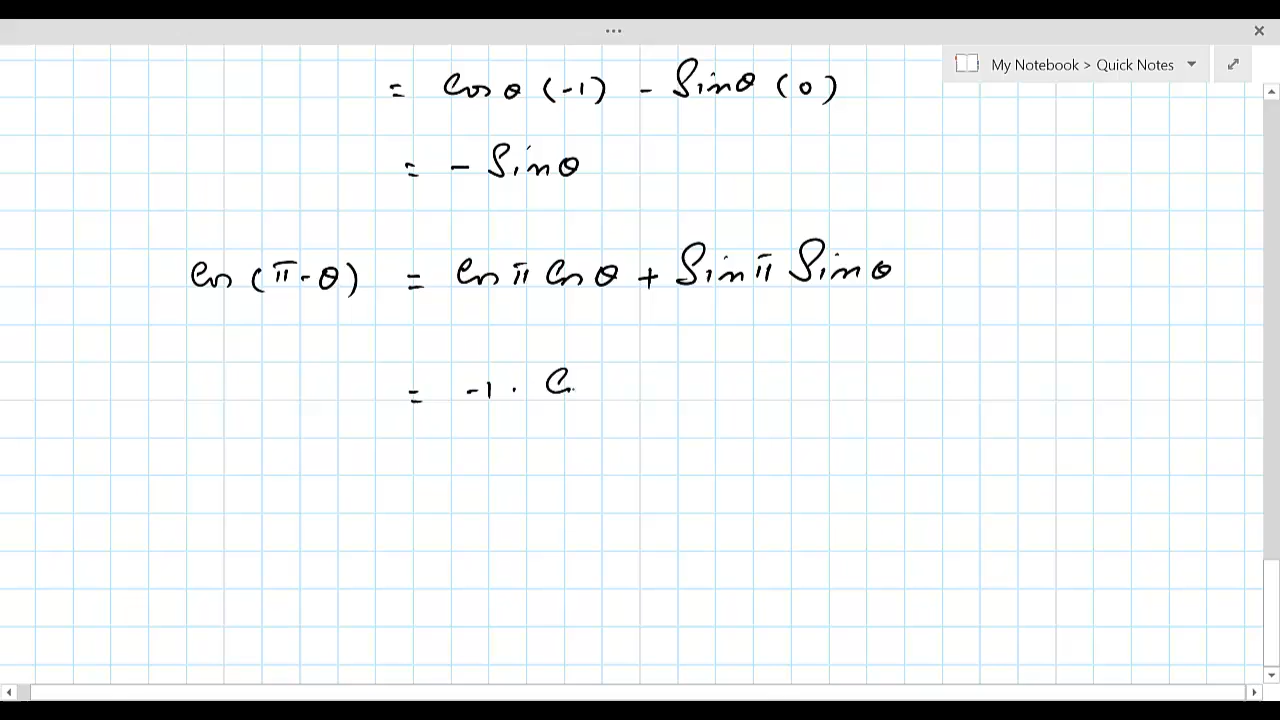 My Notebook > Quick Notes
= Cos θ (-1) - Sin θ (0)
= - Sin θ
Cos (π - θ) = Cos π Cos θ + Sin π Sin θ
= -1 . C